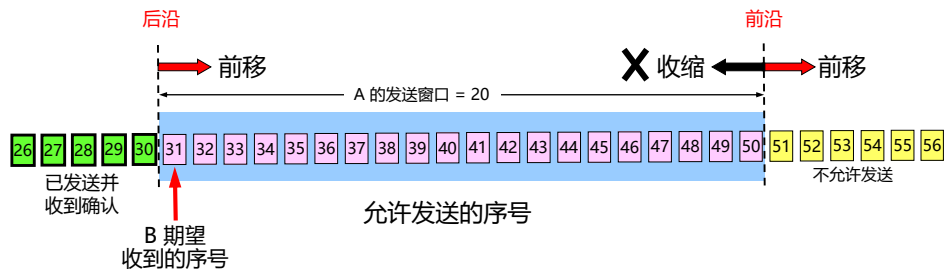 后沿
前沿
前移
收缩
前移
A 的发送窗口 = 20
26 27 28 29 30 31 32 33 34 35 36 37 38 39 40 41 42 43 44 45 46 47 48 49 50 51 52 53 54 55 56
已发送并
收到确认
不允许发送
允许发送的序号
B 期望
收到的序号